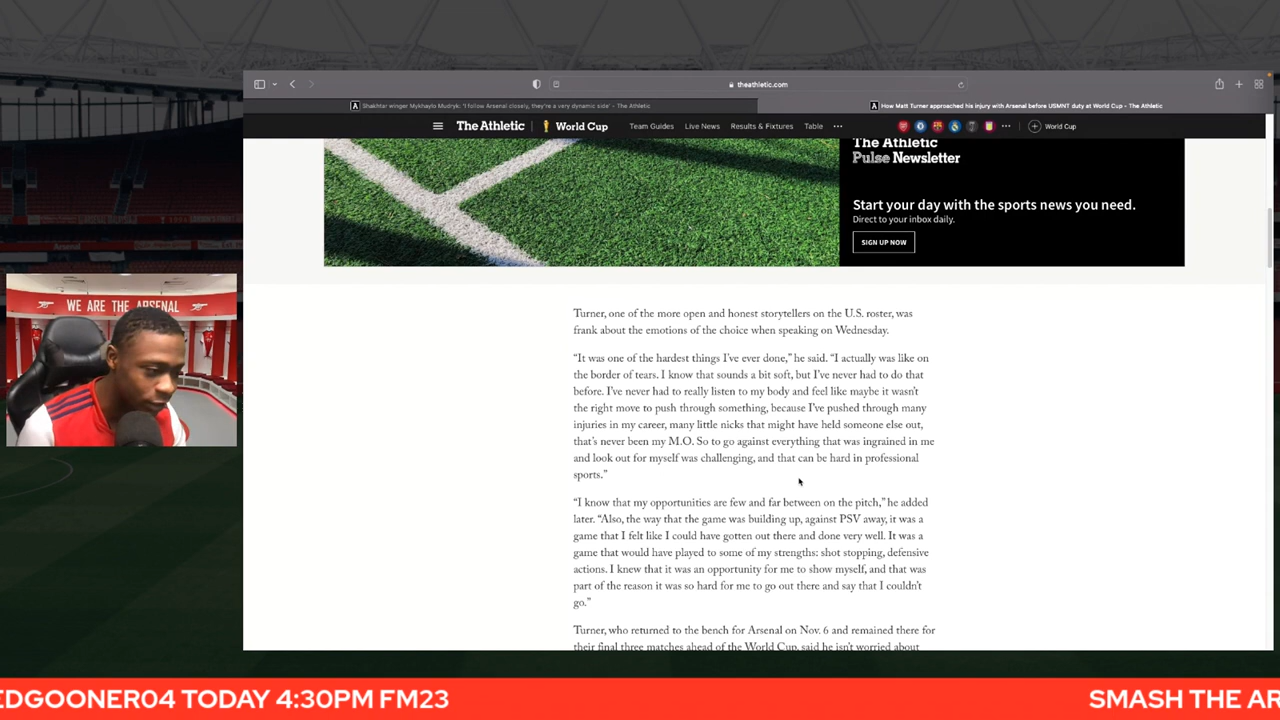 theathletic.com
Shakhtar winger Mykhaylo Mudryk: 'I follow Arsenal closely, they're a very dynamic side' - The Athletic
How Matt Turner approached his injury with Arsenal before USMNT duty at World Cup - The Athletic
The Athletic World Cup Team Guides Live News Results & Fixtures Table World Cup
The Athletic
Pulse Newsletter
Start your day with the sports news you need.
Direct to your inbox daily.
SIGN UP NOW
WE ARE THE ARSENAL
Turner, one of the more open and honest storytellers on the U.S. roster, was
frank about the emotions of the choice when speaking on Wednesday.
“It was one of the hardest things I've ever done,” he said. “I actually was like on
the border of tears. I know that sounds a bit soft, but I've never had to do that
before. I've never had to really listen to my body and feel like maybe it wasn't
the right move to push through something, because I've pushed through many
injuries in my career, many little nicks that might have held someone else out,
that's never been my M.O. So to go against everything that was ingrained in me
and look out for myself was challenging, and that can be hard in professional
sports.”
“I know that my opportunities are few and far between on the pitch,” he added
later. “Also, the way that the game was building up, against PSV away, it was a
game that I felt like I could have gotten out there and done very well. It was a
game that would have played to some of my strengths: shot stopping, defensive
actions. I knew that it was an opportunity for me to show myself, and that was
part of the reason it was so hard for me to go out there and say that I couldn't
go.”
Turner, who returned to the bench for Arsenal on Nov. 6 and remained there for
their final three matches ahead of the World Cup, said he isn't worried about
EDGOONER04 TODAY 4:30PM FM23
SMASH THE AR